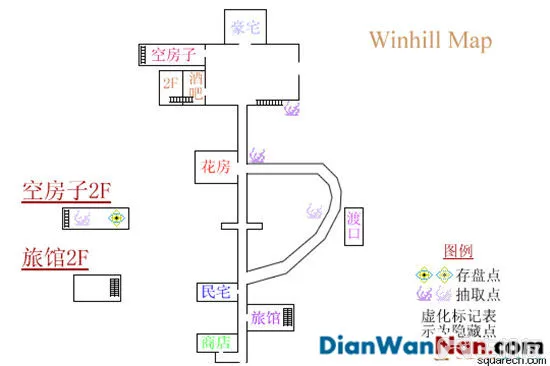 豪宅
Winhill Map
空房子
2F
酒吧
花房
空房子2F
渡口
旅馆2F
图例
存盘点
抽取点
民宅
旅馆
虚化标记表
示为隐藏点
商店
DianWanNan.com
squarech.com